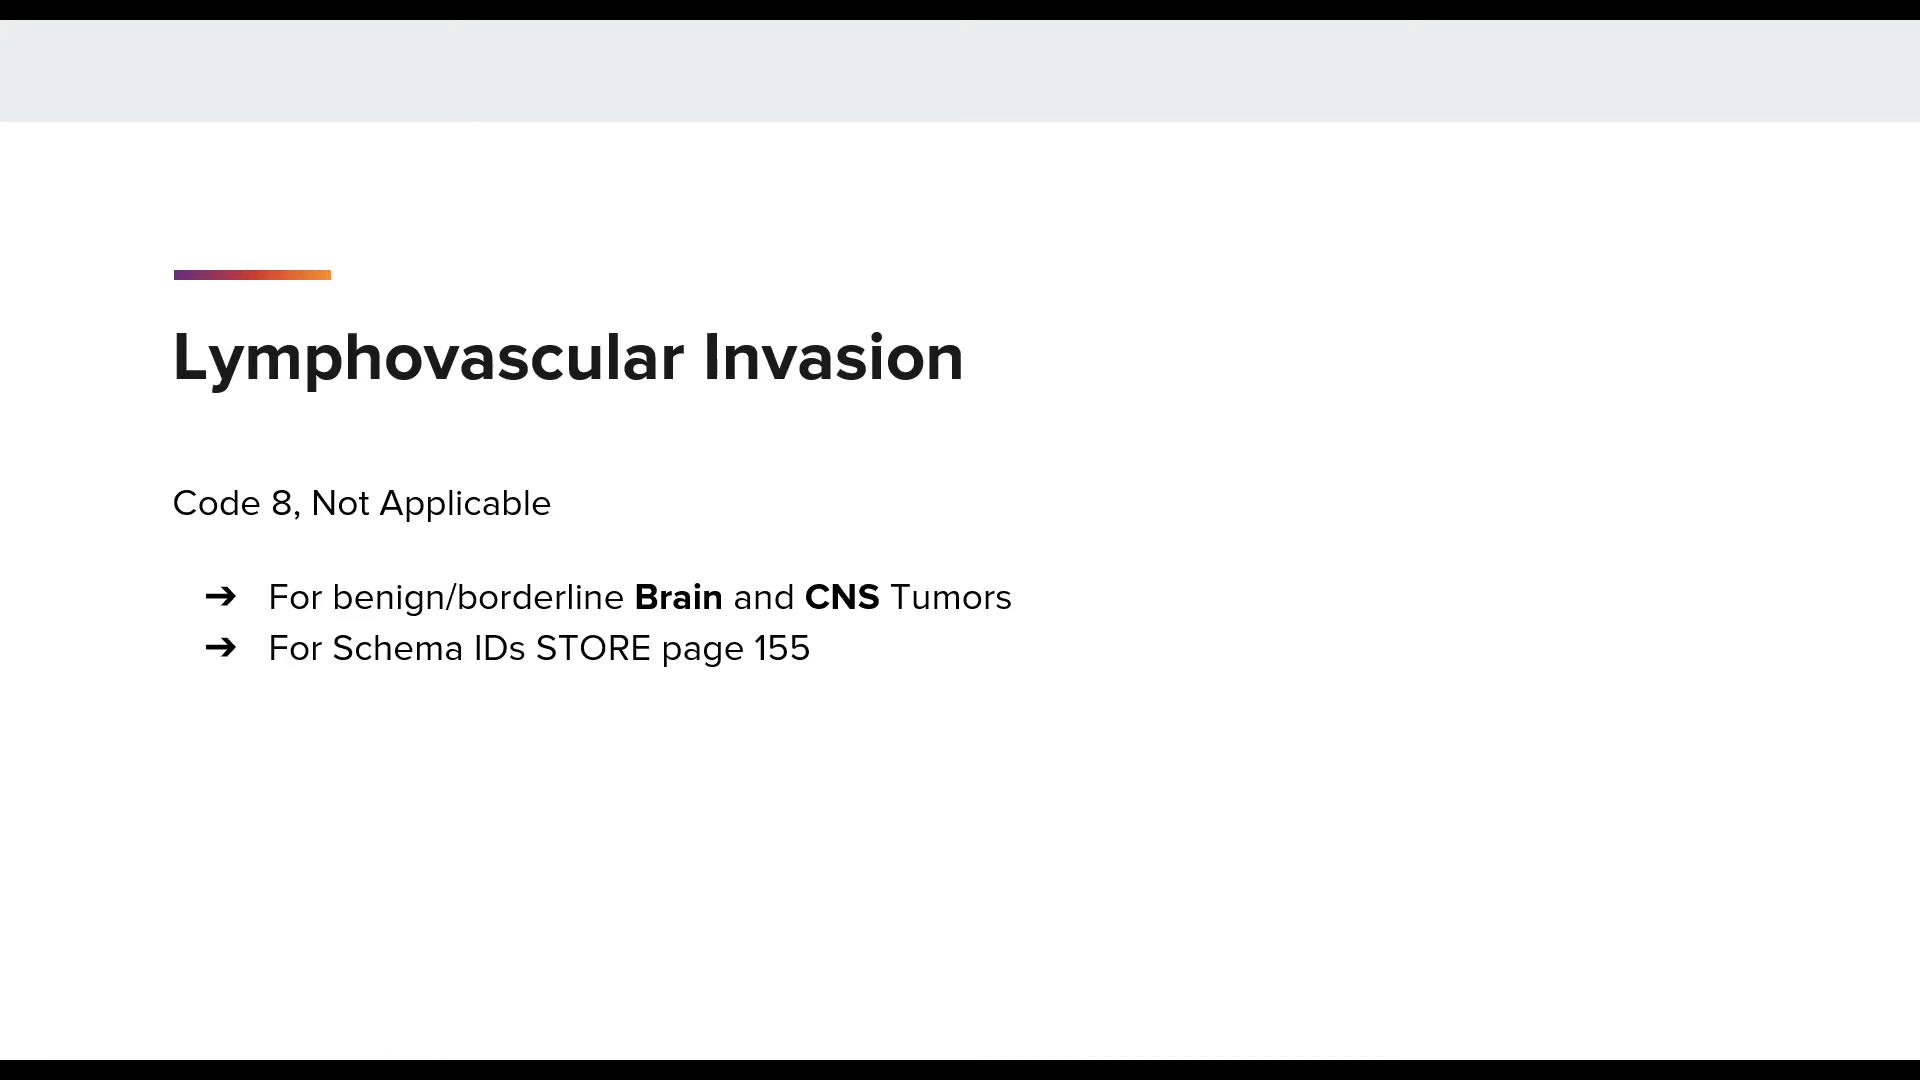 Lymphovascular Invasion
Code 8, Not Applicable
➔ For benign/borderline Brain and CNS Tumors
➔ For Schema IDs STORE page 155